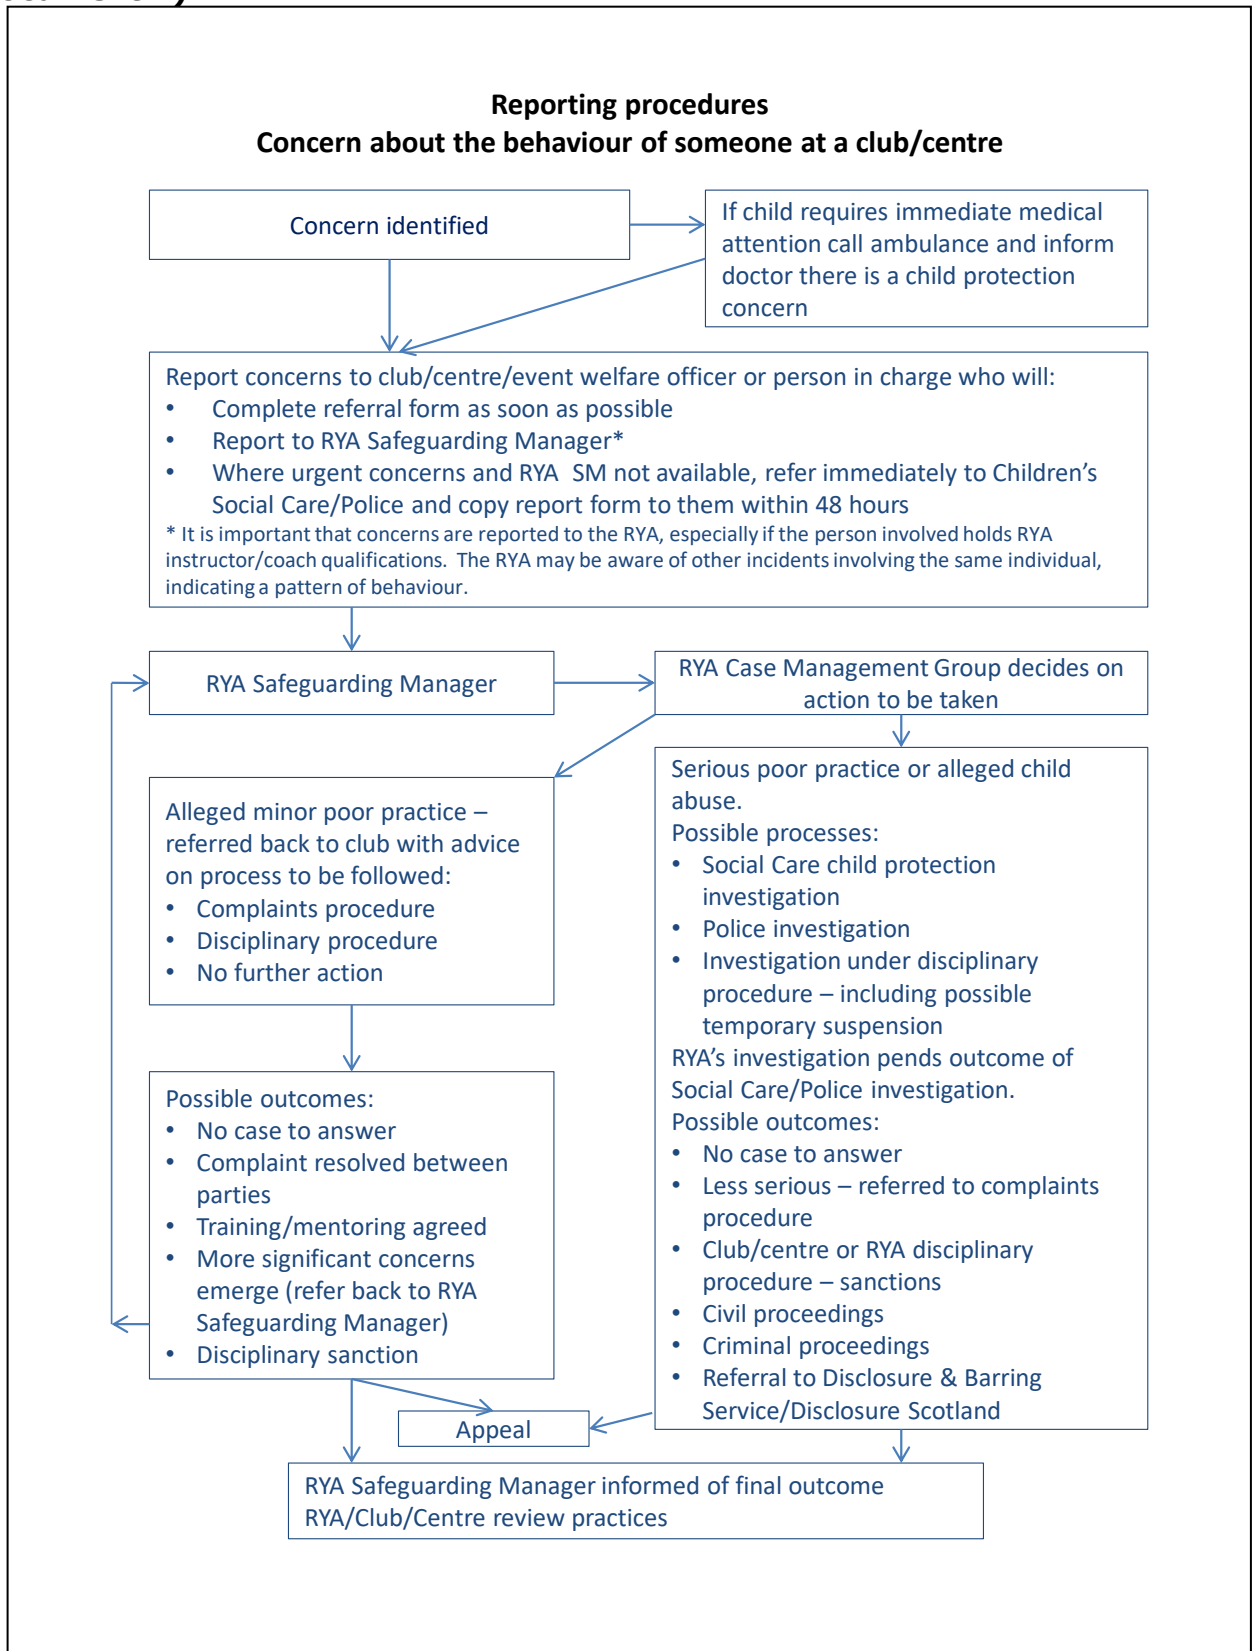 Reporting procedures
Concern about the behaviour of someone at a club/centre
Concern identified
If child requires immediate medical
attention call ambulance and inform
doctor there is a child protection
concern
Report concerns to club/centre/event welfare officer or person in charge who will:
• Complete referral form as soon as possible
• Report to RYA Safeguarding Manager*
• Where urgent concerns and RYA SM not available, refer immediately to Children's
Social Care/Police and copy report form to them within 48 hours
* It is important that concerns are reported to the RYA, especially if the person involved holds RYA
instructor/coach qualifications. The RYA may be aware of other incidents involving the same individual,
indicating a pattern of behaviour.
RYA Safeguarding Manager
RYA Case Management Group decides on
action to be taken
Alleged minor poor practice –
referred back to club with advice
on process to be followed:
• Complaints procedure
• Disciplinary procedure
• No further action
Serious poor practice or alleged child
abuse.
Possible processes:
• Social Care child protection
investigation
• Police investigation
• Investigation under disciplinary
procedure – including possible
temporary suspension
RYA's investigation pends outcome of
Social Care/Police investigation.
Possible outcomes:
• No case to answer
• Less serious – referred to complaints
procedure
• Club/centre or RYA disciplinary
procedure – sanctions
• Civil proceedings
• Criminal proceedings
• Referral to Disclosure & Barring
Service/Disclosure Scotland
Possible outcomes:
• No case to answer
• Complaint resolved between
parties
• Training/mentoring agreed
• More significant concerns
emerge (refer back to RYA
Safeguarding Manager)
• Disciplinary sanction
Appeal
RYA Safeguarding Manager informed of final outcome
RYA/Club/Centre review practices